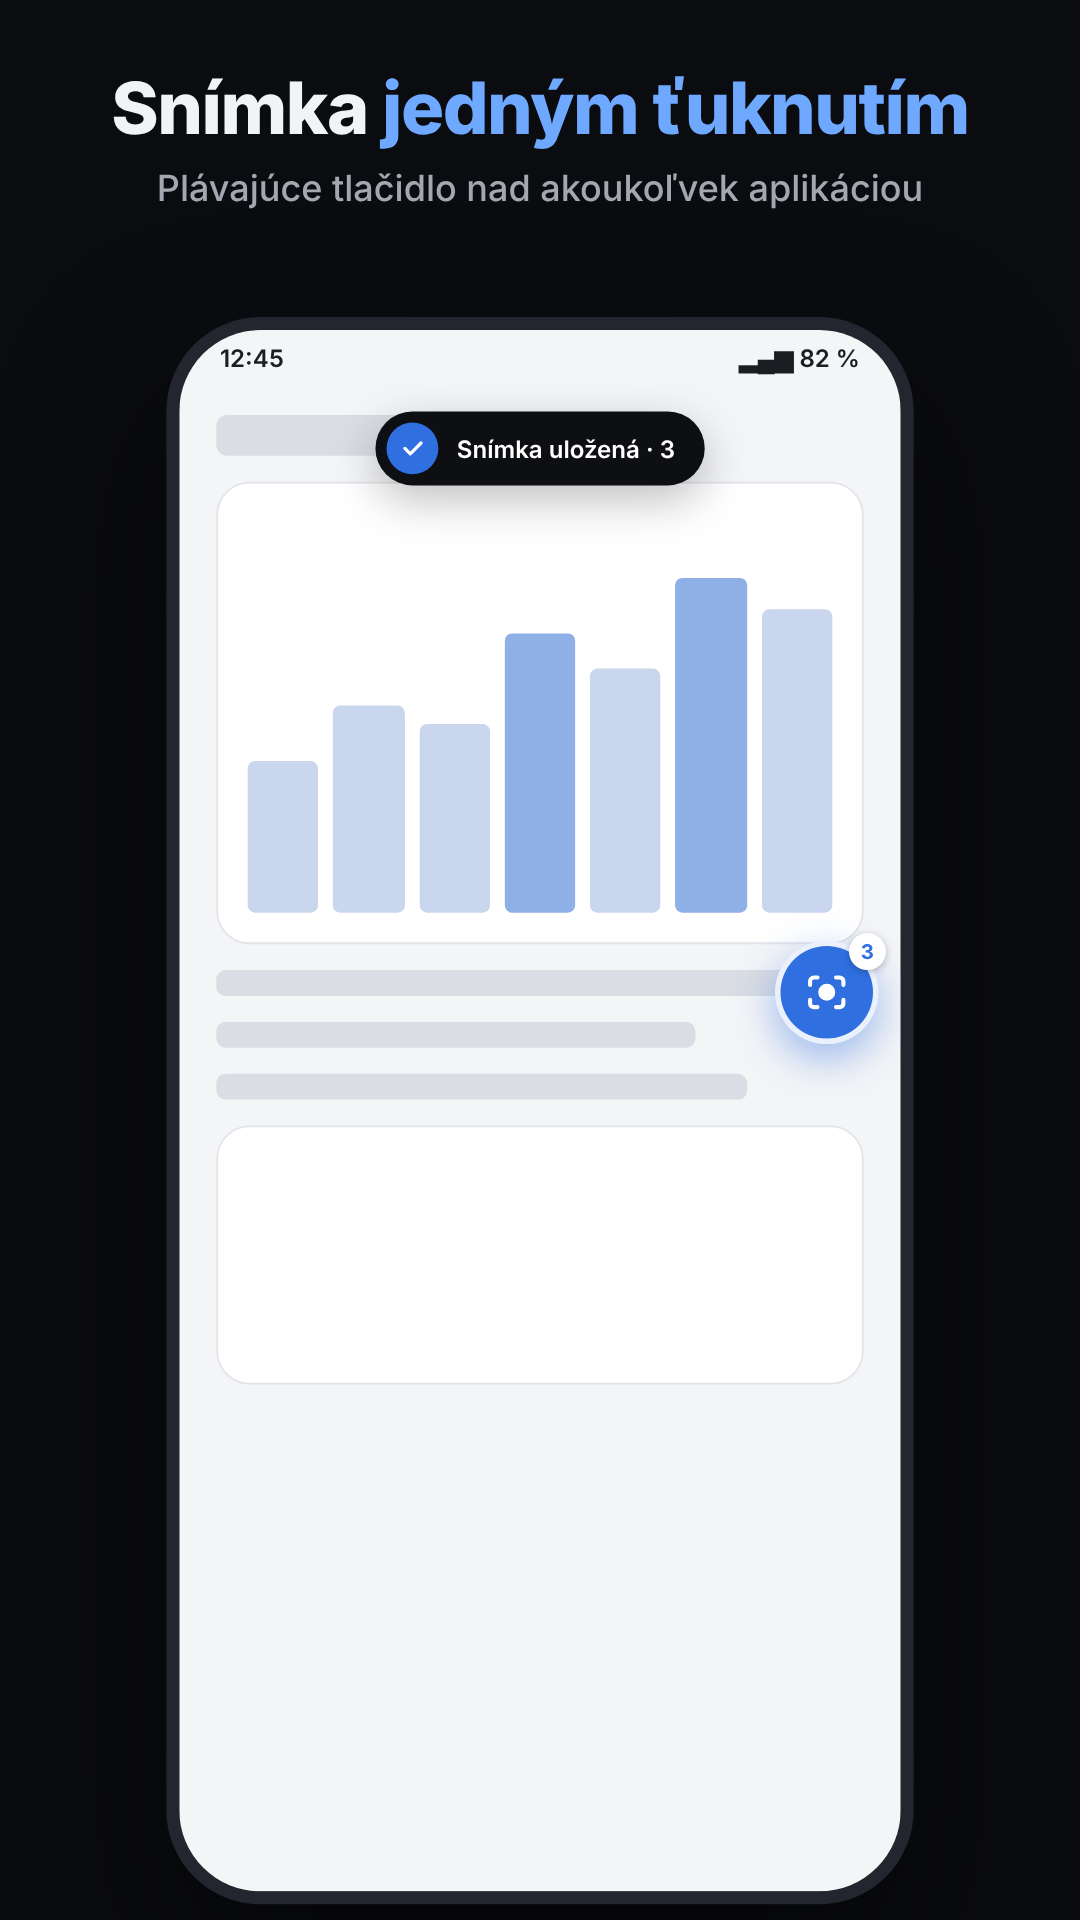 Snímka jedným ťuknutím
Plávajúce tlačidlo nad akoukoľvek aplikáciou
12:45
82 %
Snímka uložená · 3
3